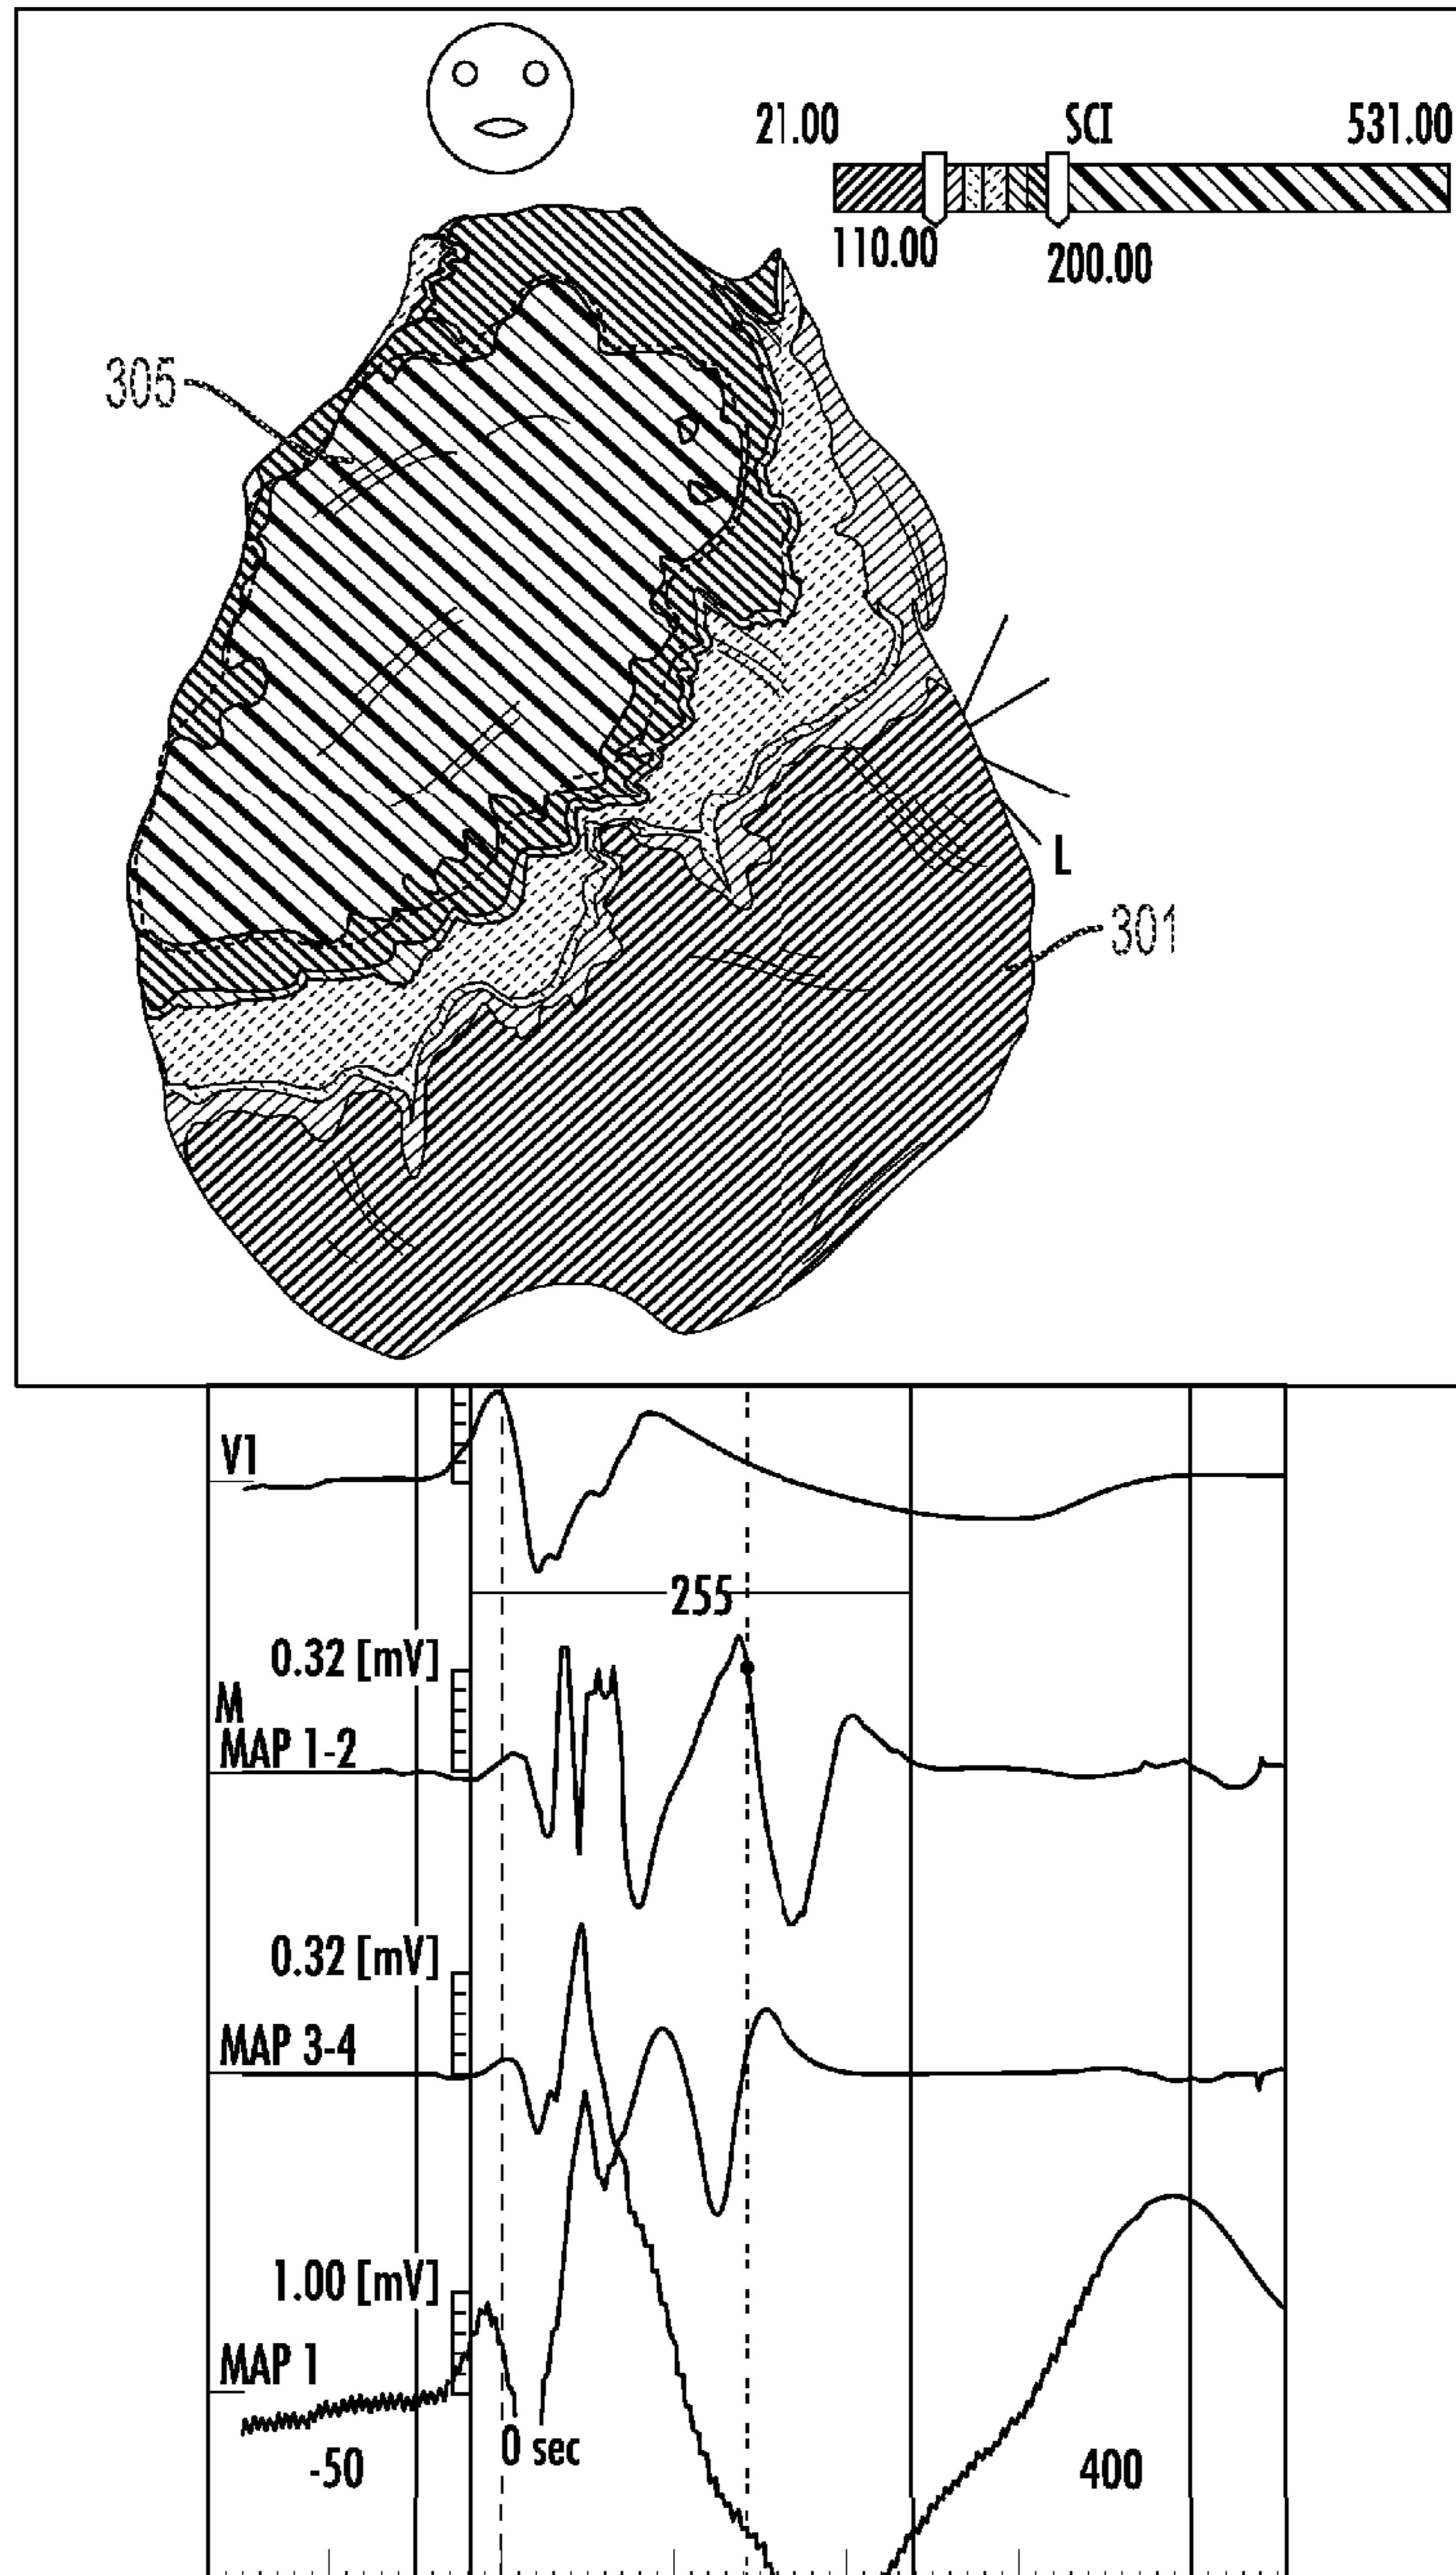 21.00 SCI 531.00
110.00 200.00
305
L
301
V1
255
0.32 [mV]
M
MAP 1-2
0.32 [mV]
MAP 3-4
1.00 [mV]
MAP 1
0 sec
-50 400